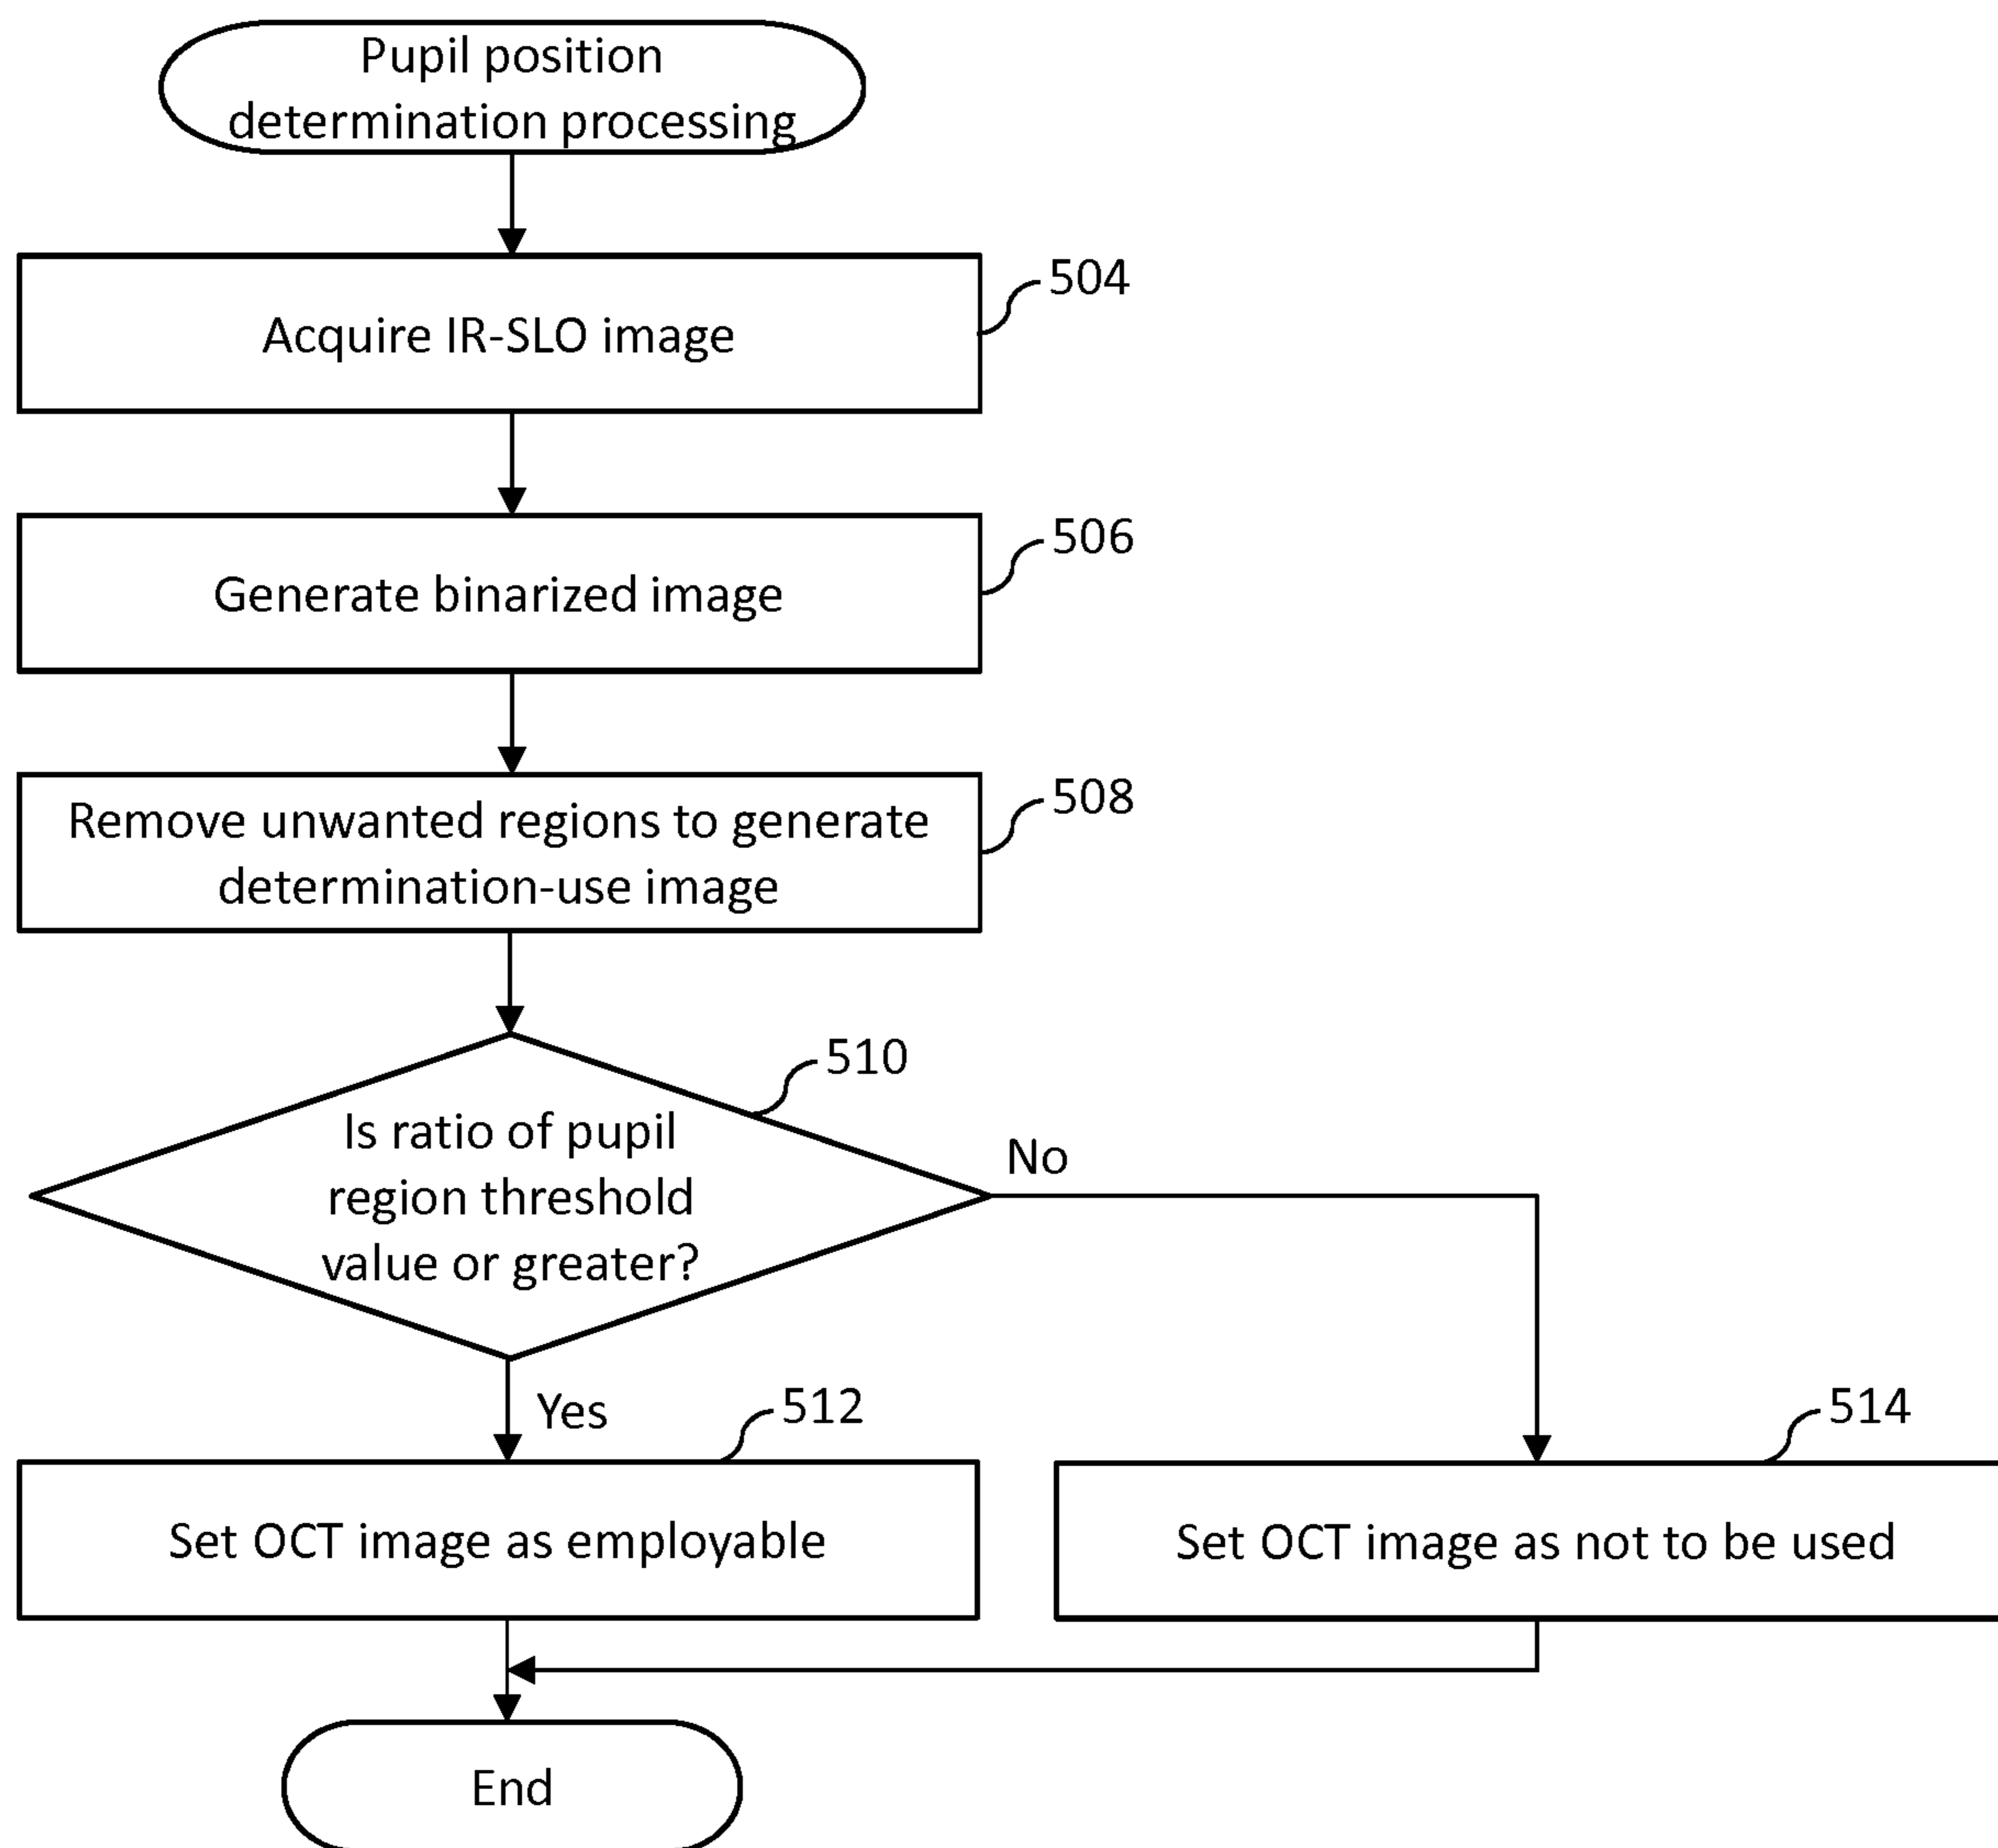 Pupil position
determination processing
504
Acquire IR-SLO image
506
Generate binarized image
508
Remove unwanted regions to generate
determination-use image
510
Is ratio of pupil
region threshold
value or greater?
No
Yes
512
514
Set OCT image as employable
Set OCT image as not to be used
End